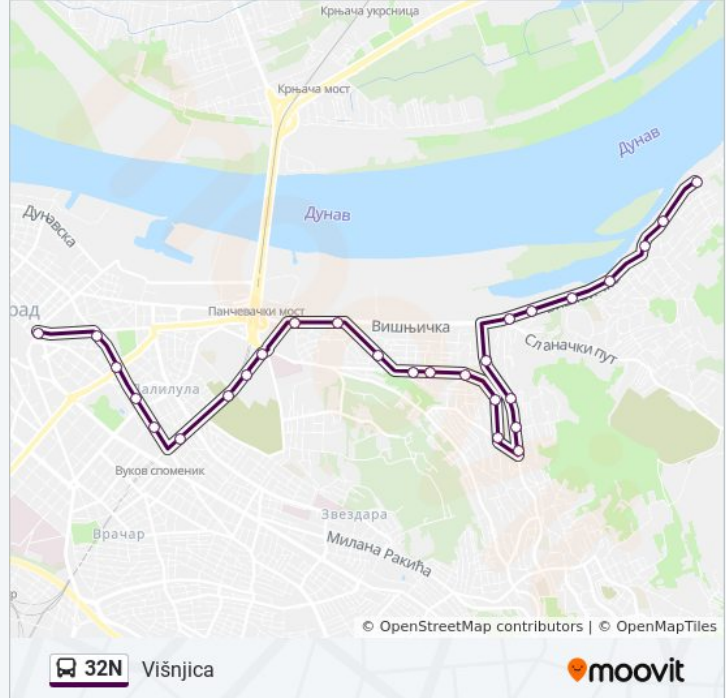 Крњача укрсница
Крњача мост
Дунав
Дунав
Дунавска
рад
Панчевачки мост
Вишњичка
Сланачки пут
Далилула
Вуков споменик
Звездара
Врачар
Милана Ракића
р
© OpenStreetMap contributors | © OpenMapTiles
32N Višnjica
moovit